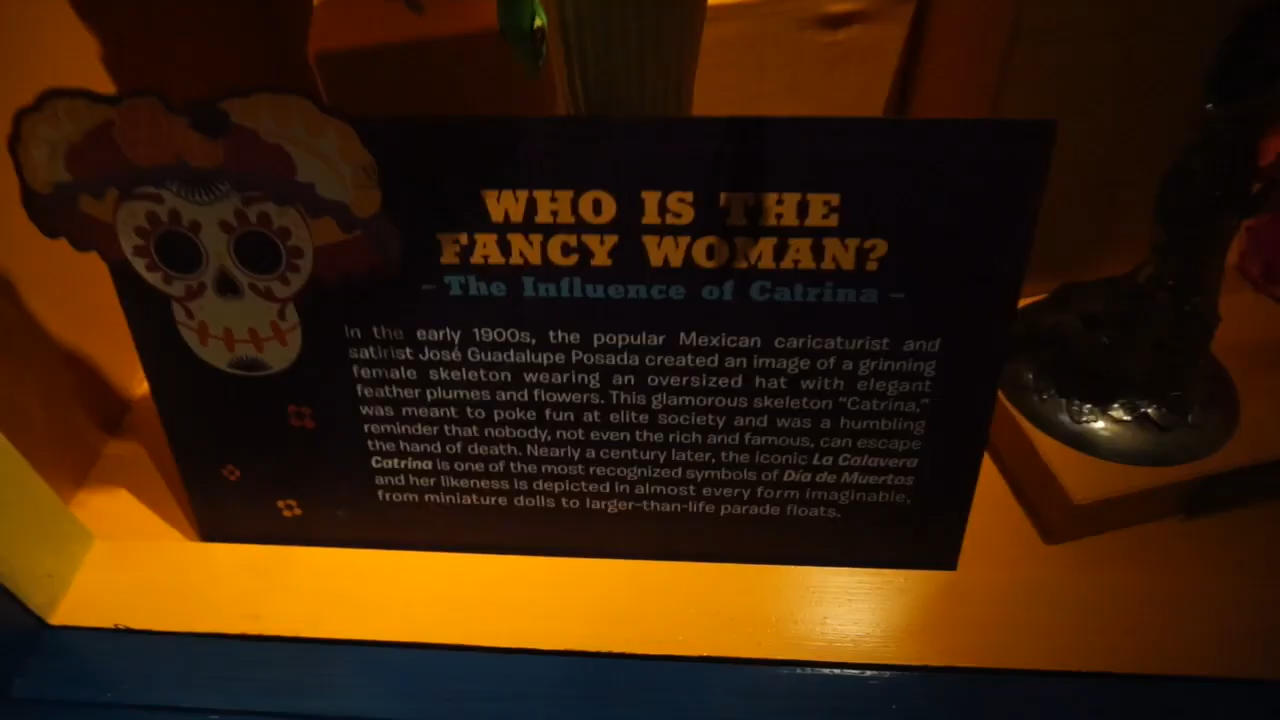 WHO IS THE
FANCY WOMAN?
- The Influence of Catrina -
In the early 1900s, the popular Mexican caricaturist and
satirist José Guadalupe Posada created an image of a grinning
female skeleton wearing an oversized hat with elegant
feather plumes and flowers. This glamorous skeleton "Catrina,"
was meant to poke fun at elite society and was a humbling
reminder that nobody, not even the rich and famous, can escape
the hand of death. Nearly a century later, the iconic La Calavera
Catrina is one of the most recognized symbols of Día de Muertos
and her likeness is depicted in almost every form imaginable,
from miniature dolls to larger-than-life parade floats.